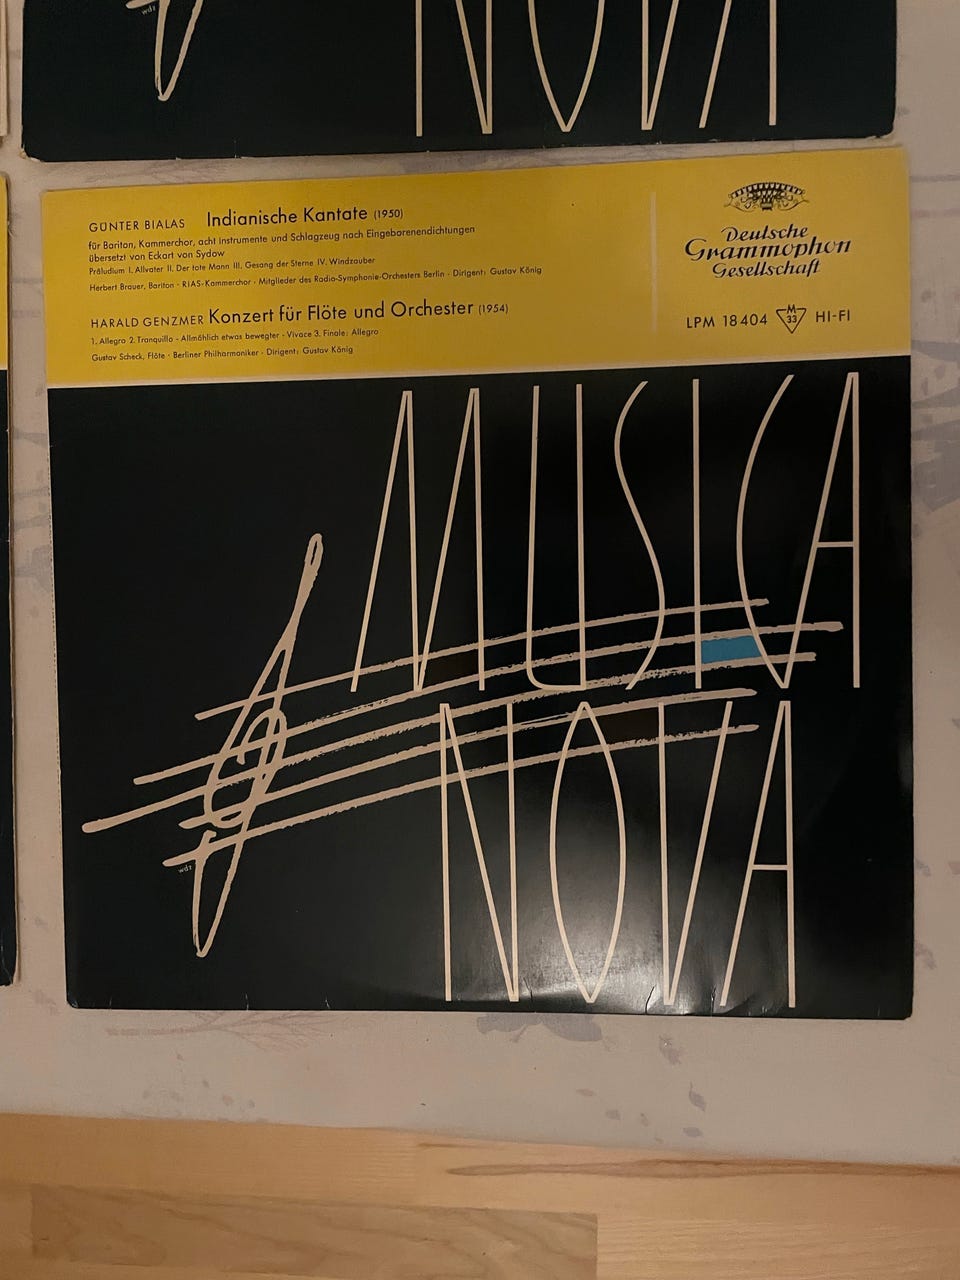 wdz
NOVA
GÜNTER BIALAS Indianische Kantate (1950)
für Bariton, Kammerchor, acht Instrumente und Schlagzeug nach Eingeborenendichtungen
übersetzt von Eckart von Sydow
Präludium I. Allvater II. Der tote Mann III. Gesang der Sterne IV. Windzauber
Herbert Brauer, Bariton · RIAS-Kammerchor · Mitglieder des Radio-Symphonie-Orchesters Berlin · Dirigent: Gustav König
HARALD GENZMER Konzert für Flöte und Orchester (1954)
1. Allegro 2. Tranquillo - Allmählich etwas bewegter - Vivace 3. Finale: Allegro
Gustav Scheck, Flöte · Berliner Philharmoniker · Dirigent: Gustav König
Deutsche
Grammophon
Gesellschaft
LPM 18404 M 33 HI-FI
MUSICA
NOVA
wdz